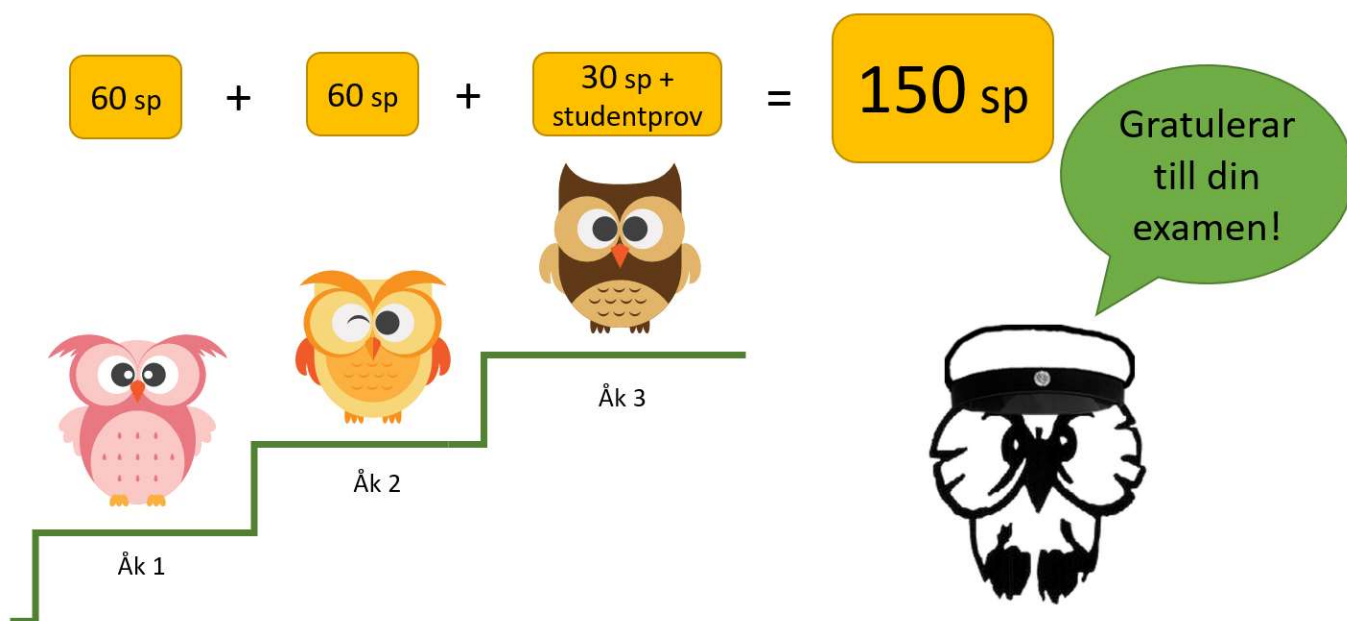 60 sp + 60 sp + 30 sp + studentprov = 150 sp
Gratulerar
till din
examen!
Åk 3
Åk 2
Åk 1